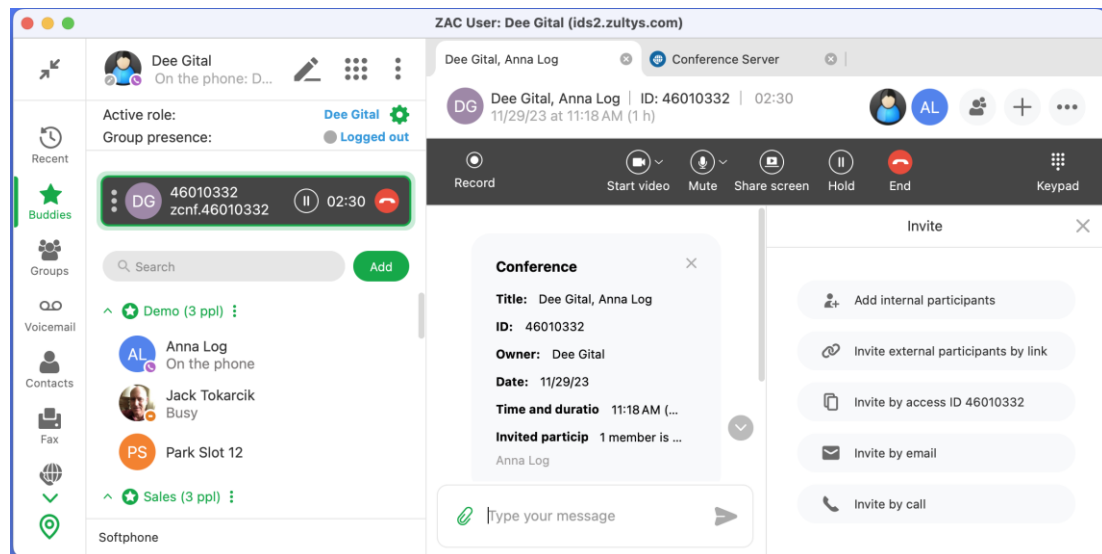 ZAC User: Dee Gital (ids2.zultys.com)
Dee Gital
On the phone: D...
Active role:
Dee Gital
Group presence:
Logged out
Recent
Buddies
Groups
Voicemail
Contacts
Fax
DG
46010332
zcnf.46010332
02:30
Search
Add
Demo (3 ppl)
AL
Anna Log
On the phone
Jack Tokarcik
Busy
PS
Park Slot 12
Sales (3 ppl)
Softphone
Dee Gital, Anna Log
Conference Server
DG
Dee Gital, Anna Log | ID: 46010332 | 02:30
11/29/23 at 11:18 AM (1 h)
AL
Record
Start video
Mute
Share screen
Hold
End
Keypad
Conference
Title: Dee Gital, Anna Log
ID: 46010332
Owner: Dee Gital
Date: 11/29/23
Time and duratio 11:18 AM (...
Invited particip 1 member is ...
Anna Log
Type your message
Invite
Add internal participants
Invite external participants by link
Invite by access ID 46010332
Invite by email
Invite by call